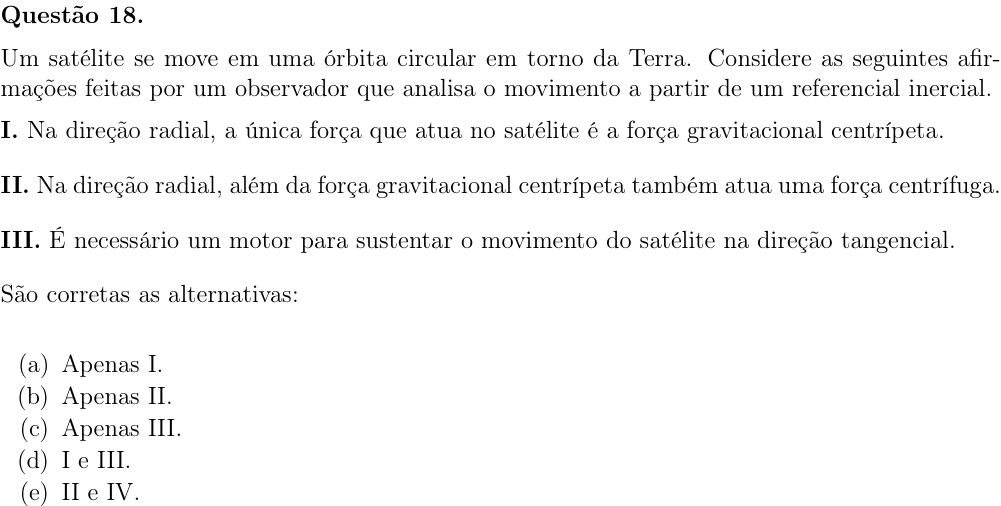 Questão 18.
Um satélite se move em uma órbita circular em torno da Terra. Considere as seguintes afir-
mações feitas por um observador que analisa o movimento a partir de um referencial inercial.
I. Na direção radial, a única força que atua no satélite é a força gravitacional centrípeta.
II. Na direção radial, além da força gravitacional centrípeta também atua uma força centrífuga.
III. É necessário um motor para sustentar o movimento do satélite na direção tangencial.
São corretas as alternativas:
(a) Apenas I.
(b) Apenas II.
(c) Apenas III.
(d) I e III.
(e) II e IV.